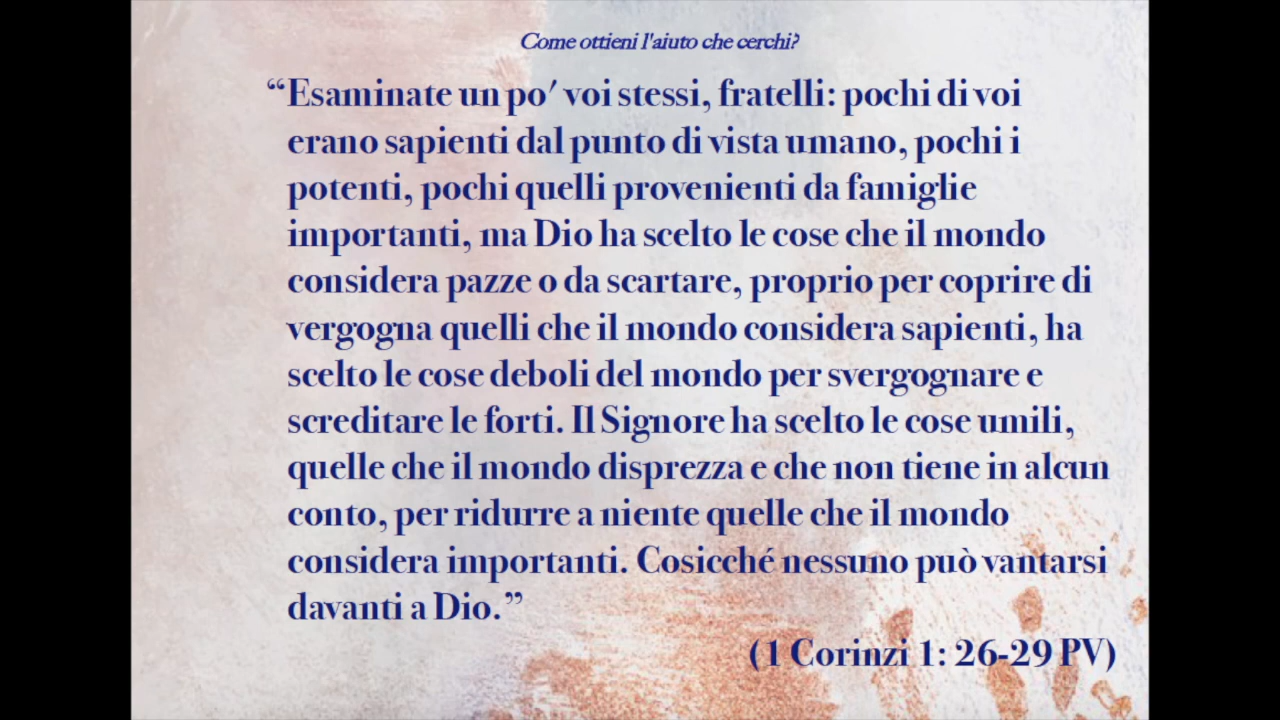 Come ottieni l'aiuto che cerchi?
“Esaminate un po' voi stessi, fratelli: pochi di voi
erano sapienti dal punto di vista umano, pochi i
potenti, pochi quelli provenienti da famiglie
importanti, ma Dio ha scelto le cose che il mondo
considera pazze o da scartare, proprio per coprire di
vergogna quelli che il mondo considera sapienti, ha
scelto le cose deboli del mondo per svergognare e
screditare le forti. Il Signore ha scelto le cose umili,
quelle che il mondo disprezza e che non tiene in alcun
conto, per ridurre a niente quelle che il mondo
considera importanti. Cosicché nessuno può vantarsi
davanti a Dio.”
(1 Corinzi 1: 26-29 PV)